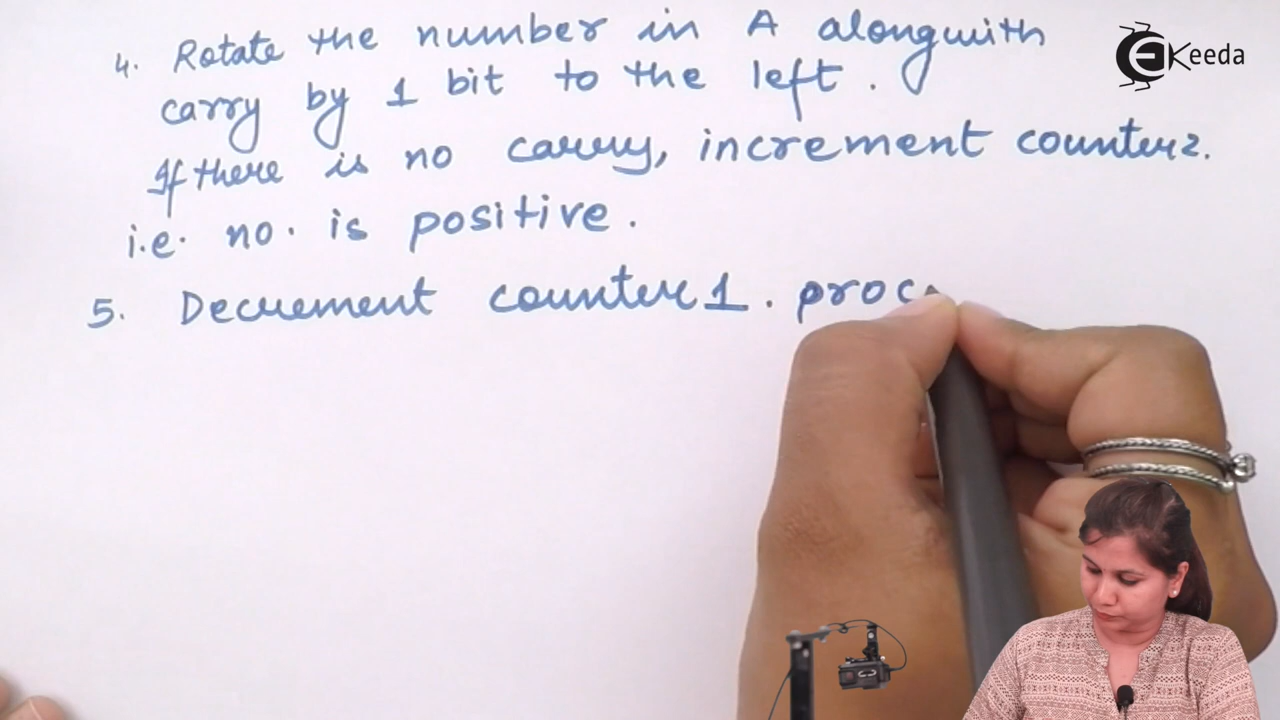 4. Rotate the number in A alongwith
carry by 1 bit to the left.
If there is no carry, increment counter2.
i.e. no. is positive.
5. Decrement counter1. proc
EKeeda